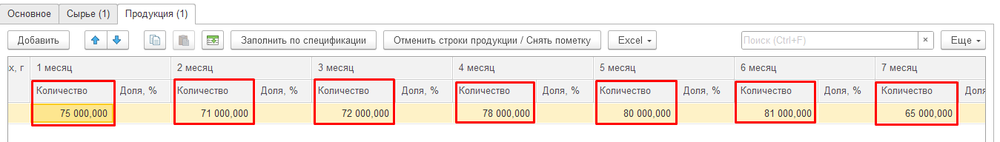 Основное Сырье (1) Продукция (1)
Добавить Заполнить по спецификации Отменить строки продукции / Снять пометку Excel Поиск (Ctrl+F) × Еще
х, г 1 месяц 2 месяц 3 месяц 4 месяц 5 месяц 6 месяц 7 месяц
Количество Доля, % Количество Доля, % Количество Доля, % Количество Доля, % Количество Доля, % Количество Доля, % Количество Доля
75 000,000 71 000,000 72 000,000 78 000,000 80 000,000 81 000,000 65 000,000